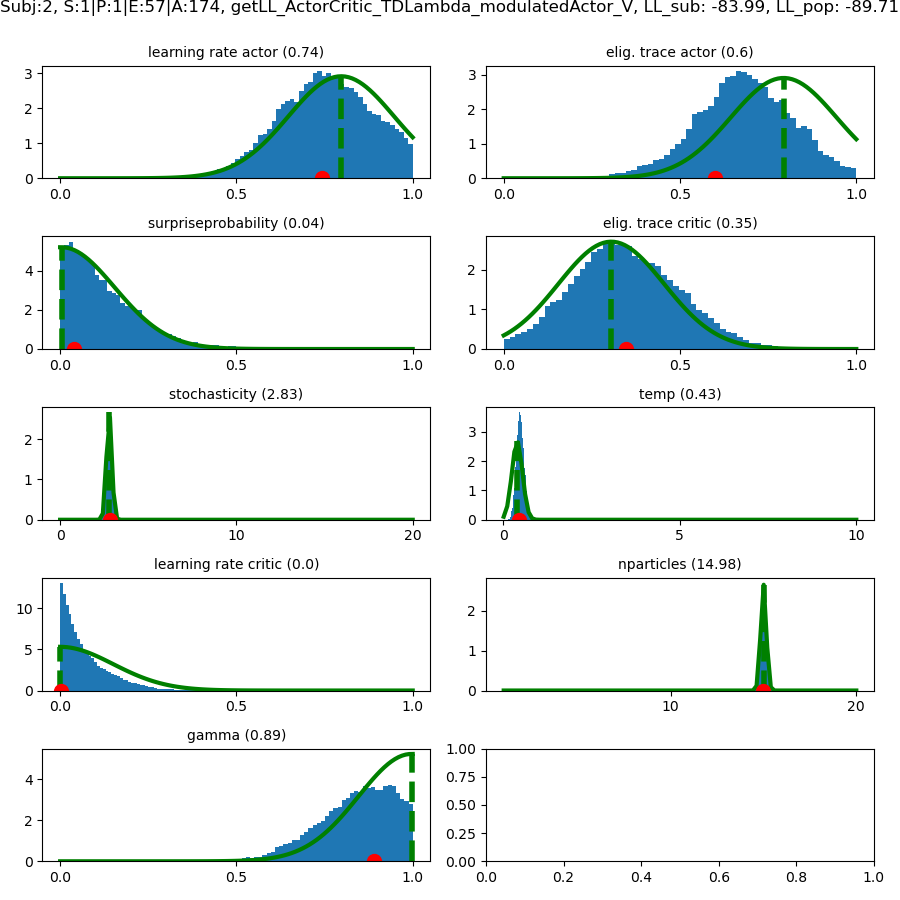 Subj:2, S:1|P:1|E:57|A:174, getLL_ActorCritic_TDLambda_modulatedActor_V, LL_sub: -83.99, LL_pop: -89.71
learning rate actor (0.74)
elig. trace actor (0.6)
3
2
1
0
0.0 0.5 1.0
3
2
1
0
0.0 0.5 1.0
surpriseprobability (0.04)
elig. trace critic (0.35)
4
2
0
0.0 0.5 1.0
2
1
0
0.0 0.5 1.0
stochasticity (2.83)
temp (0.43)
2
1
0
0 10 20
3
2
1
0
0 5 10
learning rate critic (0.0)
nparticles (14.98)
10
5
0
0.0 0.5 1.0
2
1
0
10 20
gamma (0.89)
4
2
0
0.0 0.5 1.0
1.00
0.75
0.50
0.25
0.00
0.0 0.2 0.4 0.6 0.8 1.0